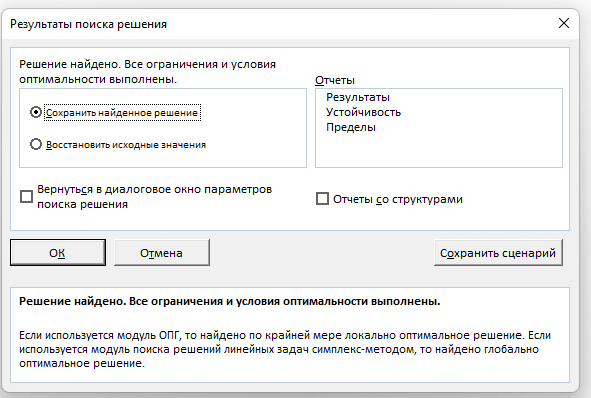 Результаты поиска решения
Решение найдено. Все ограничения и условия
оптимальности выполнены.
Отчеты
Сохранить найденное решение
Восстановить исходные значения
Результаты
Устойчивость
Пределы
Вернуться в диалоговое окно параметров
поиска решения
Отчеты со структурами
ОК
Отмена
Сохранить сценарий
Решение найдено. Все ограничения и условия оптимальности выполнены.
Если используется модуль ОПГ, то найдено по крайней мере локально оптимальное решение. Если
используется модуль поиска решений линейных задач симплекс-методом, то найдено глобально
оптимальное решение.